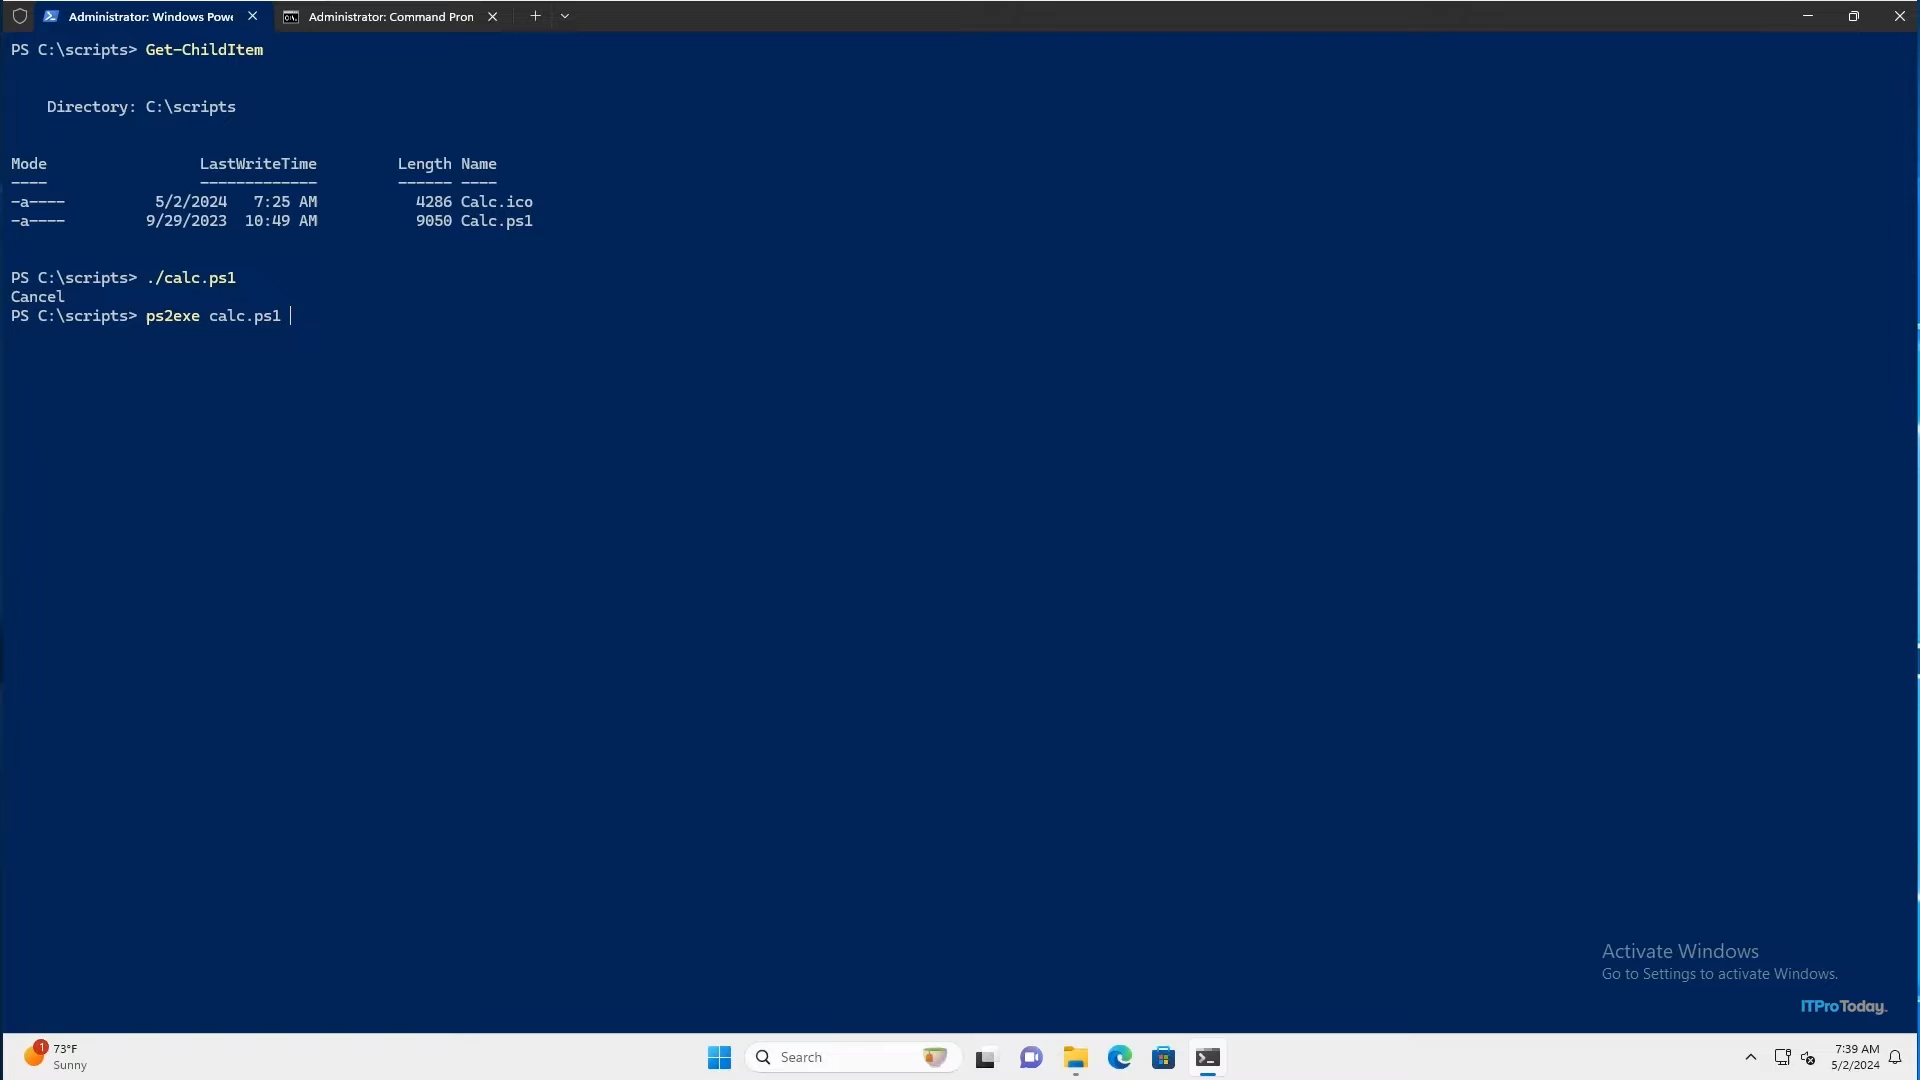 Administrator: Windows Powe
Administrator: Command Pron
PS C:\scripts> Get-ChildItem
Directory: C:\scripts
Mode LastWriteTime Length Name
---- ------------- ------ ----
-a---- 5/2/2024 7:25 AM 4286 Calc.ico
-a---- 9/29/2023 10:49 AM 9050 Calc.ps1
PS C:\scripts> ./calc.ps1
Cancel
PS C:\scripts> ps2exe calc.ps1
Activate Windows
Go to Settings to activate Windows.
ITProToday.
1
73°F
Sunny
Search
7:39 AM
5/2/2024